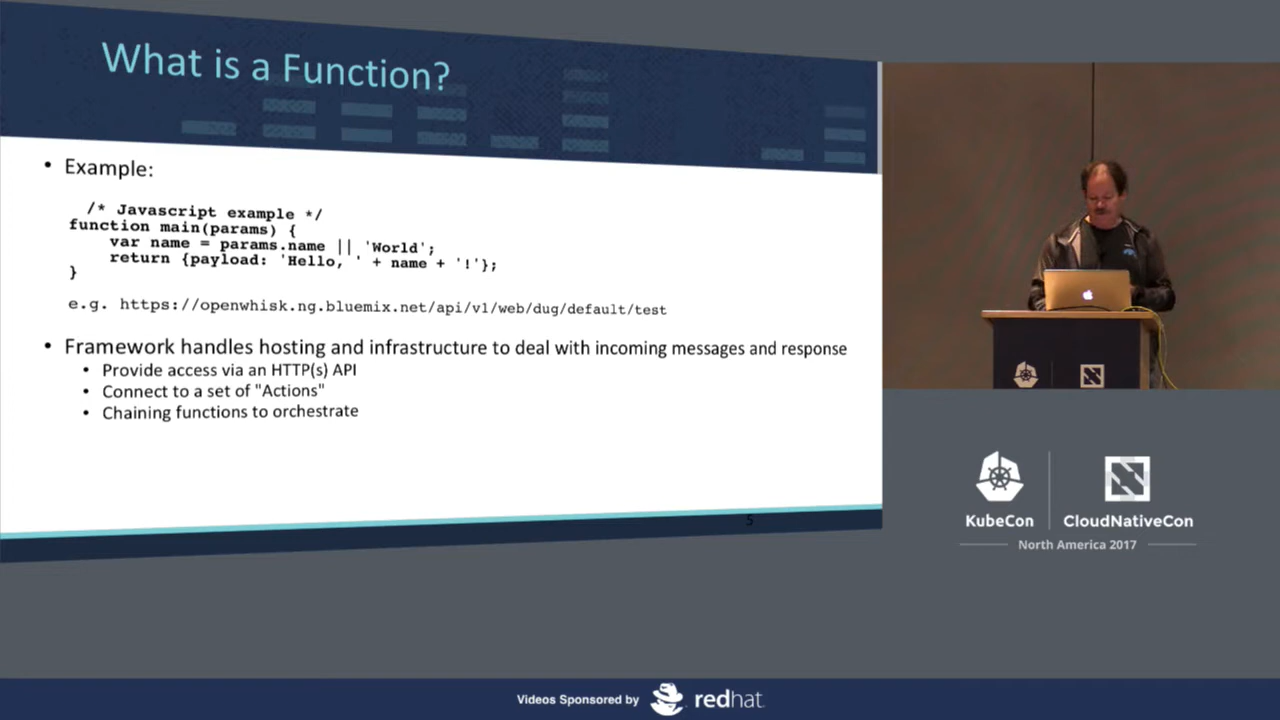 What is a Function?
• Example:
/* Javascript example */
function main(params) {
    var name = params.name || 'World';
    return {payload: 'Hello, ' + name + '!'};
}
e.g. https://openwhisk.ng.bluemix.net/api/v1/web/dug/default/test
• Framework handles hosting and infrastructure to deal with incoming messages and response
• Provide access via an HTTP(s) API
• Connect to a set of "Actions"
• Chaining functions to orchestrate
5
KubeCon
CloudNativeCon
North America 2017
Videos Sponsored by
redhat